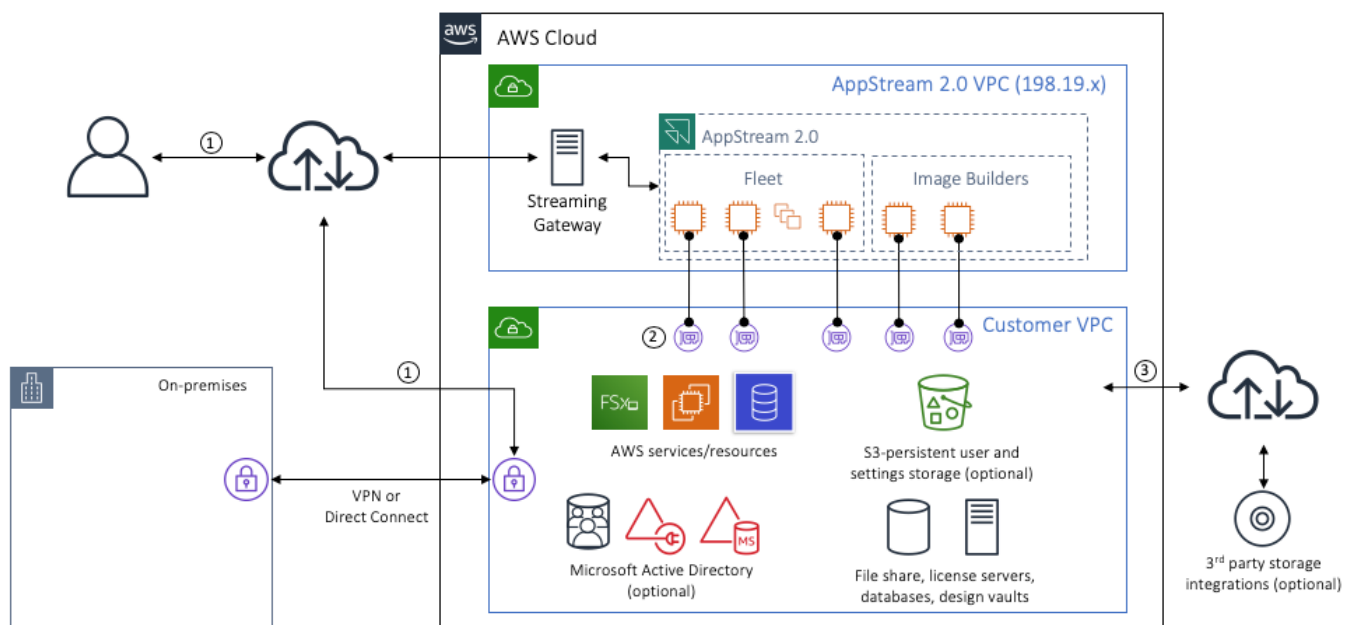 aws
AWS Cloud
AppStream 2.0 VPC (198.19.x)
1
AppStream 2.0
Fleet
Image Builders
Streaming
Gateway
2
Customer VPC
On-premises
1
3
FSx
AWS services/resources
S3-persistent user and
settings storage (optional)
VPN or
Direct Connect
MS
Microsoft Active Directory
(optional)
File share, license servers,
databases, design vaults
3rd party storage
integrations (optional)